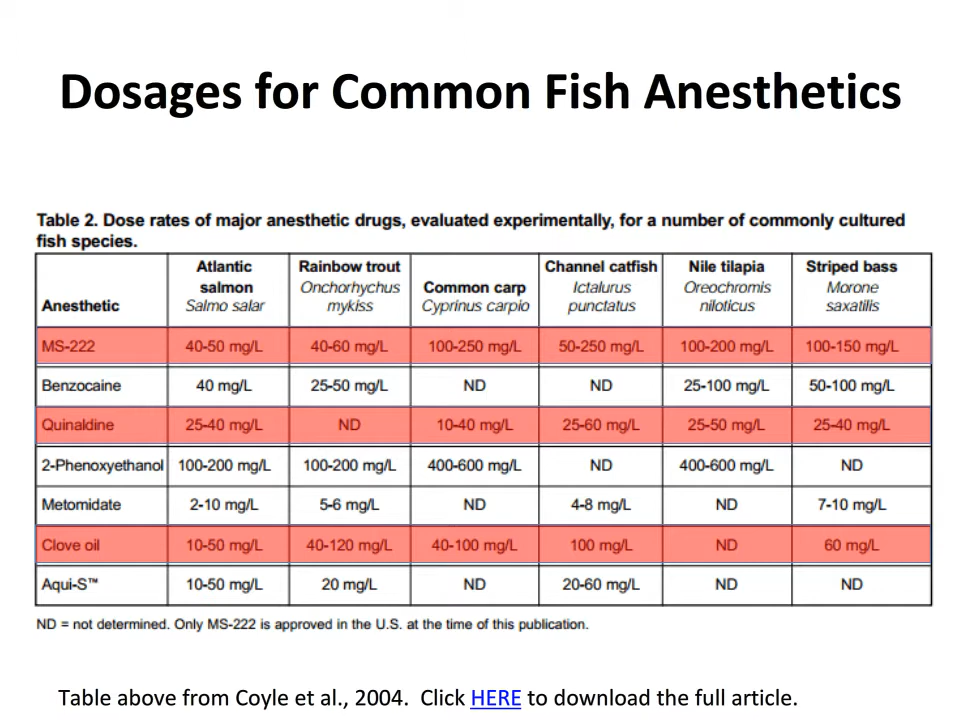 Dosages for Common Fish Anesthetics
Table 2. Dose rates of major anesthetic drugs, evaluated experimentally, for a number of commonly cultured
fish species.
Anesthetic Atlantic salmon Salmo salar Rainbow trout Onchorhychus mykiss Common carp Cyprinus carpio Channel catfish Ictalurus punctatus Nile tilapia Oreochromis niloticus Striped bass Morone saxatilis
MS-222 40-50 mg/L 40-60 mg/L 100-250 mg/L 50-250 mg/L 100-200 mg/L 100-150 mg/L
Benzocaine 40 mg/L 25-50 mg/L ND ND 25-100 mg/L 50-100 mg/L
Quinaldine 25-40 mg/L ND 10-40 mg/L 25-60 mg/L 25-50 mg/L 25-40 mg/L
2-Phenoxyethanol 100-200 mg/L 100-200 mg/L 400-600 mg/L ND 400-600 mg/L ND
Metomidate 2-10 mg/L 5-6 mg/L ND 4-8 mg/L ND 7-10 mg/L
Clove oil 10-50 mg/L 40-120 mg/L 40-100 mg/L 100 mg/L ND 60 mg/L
Aqui-S™ 10-50 mg/L 20 mg/L ND 20-60 mg/L ND ND
ND = not determined. Only MS-222 is approved in the U.S. at the time of this publication.
Table above from Coyle et al., 2004. Click HERE to download the full article.